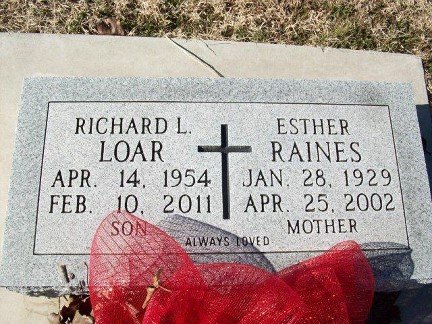 RICHARD L.
LOAR
APR. 14, 1954
FEB. 10, 2011
SON
ESTHER
RAINES
JAN. 28, 1929
APR. 25, 2002
MOTHER
ALWAYS LOVED